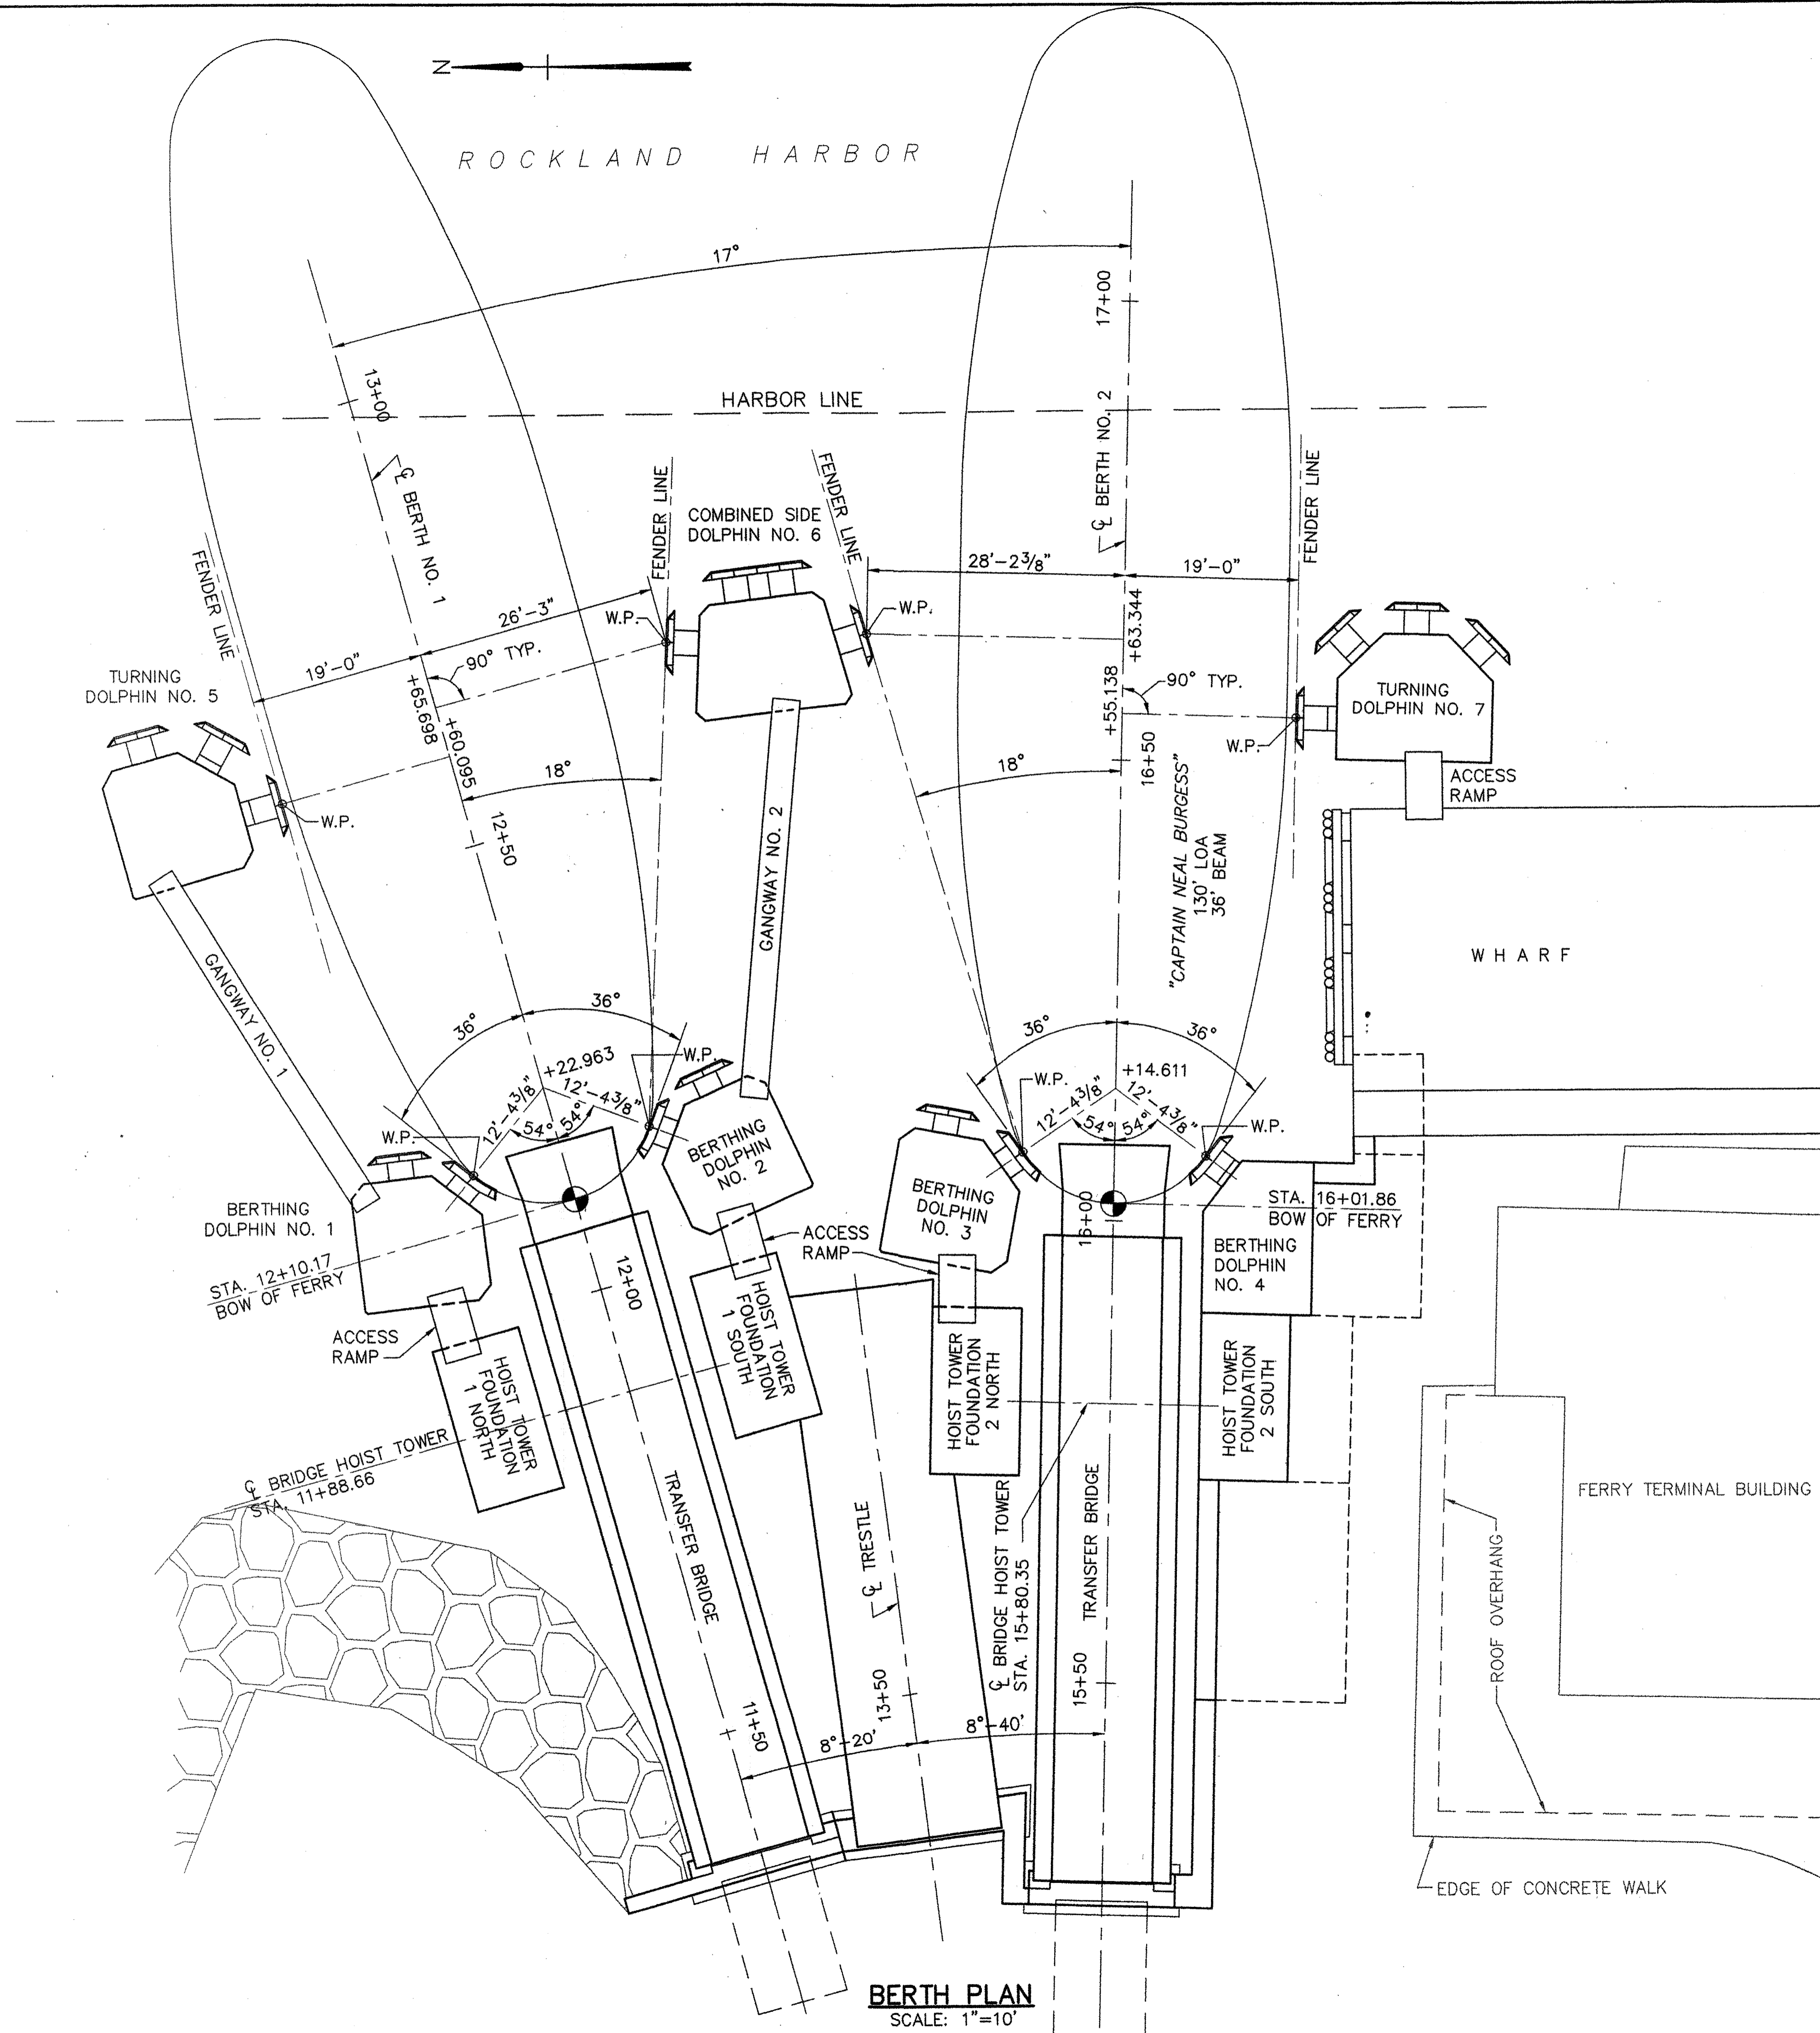 N
ROCKLAND HARBOR
17°
17+00
13+00
HARBOR LINE
℄ BERTH NO. 1
℄ BERTH NO. 2
FENDER LINE
FENDER LINE
FENDER LINE
FENDER LINE
COMBINED SIDE
DOLPHIN NO. 6
28'-2⅜"
19'-0"
26'-3"
19'-0"
W.P.
W.P.
+63.344
90° TYP.
+65.698
+60.095
+55.138
90° TYP.
TURNING
DOLPHIN NO. 5
TURNING
DOLPHIN NO. 7
W.P.
16+50
18°
18°
12+50
W.P.
ACCESS
RAMP
"CAPTAIN NEAL BURGESS"
130' LOA
36' BEAM
GANGWAY NO. 2
GANGWAY NO. 1
WHARF
36°
36°
36°
36°
+22.963
W.P.
+14.611
W.P.
12'-4⅜"
12'-4⅜"
12'-4⅜"
12'-4⅜"
54°
54°
54°
54°
W.P.
W.P.
BERTHING
DOLPHIN
NO. 2
BERTHING
DOLPHIN NO. 1
BERTHING
DOLPHIN
NO. 3
STA. 16+01.86
BOW OF FERRY
16+00
ACCESS
RAMP
BERTHING
DOLPHIN
NO. 4
STA. 12+10.17
BOW OF FERRY
12+00
ACCESS
RAMP
HOIST TOWER
FOUNDATION
1 NORTH
HOIST TOWER
FOUNDATION
1 SOUTH
HOIST TOWER
FOUNDATION
2 NORTH
HOIST TOWER
FOUNDATION
2 SOUTH
℄ BRIDGE HOIST TOWER
STA. 11+88.66
TRANSFER BRIDGE
℄ TRESTLE
℄ BRIDGE HOIST TOWER
STA. 15+80.35
TRANSFER BRIDGE
FERRY TERMINAL BUILDING
ROOF OVERHANG
15+50
13+50
11+50
8°-20'
8°-40'
EDGE OF CONCRETE WALK
BERTH PLAN
SCALE: 1"=10'